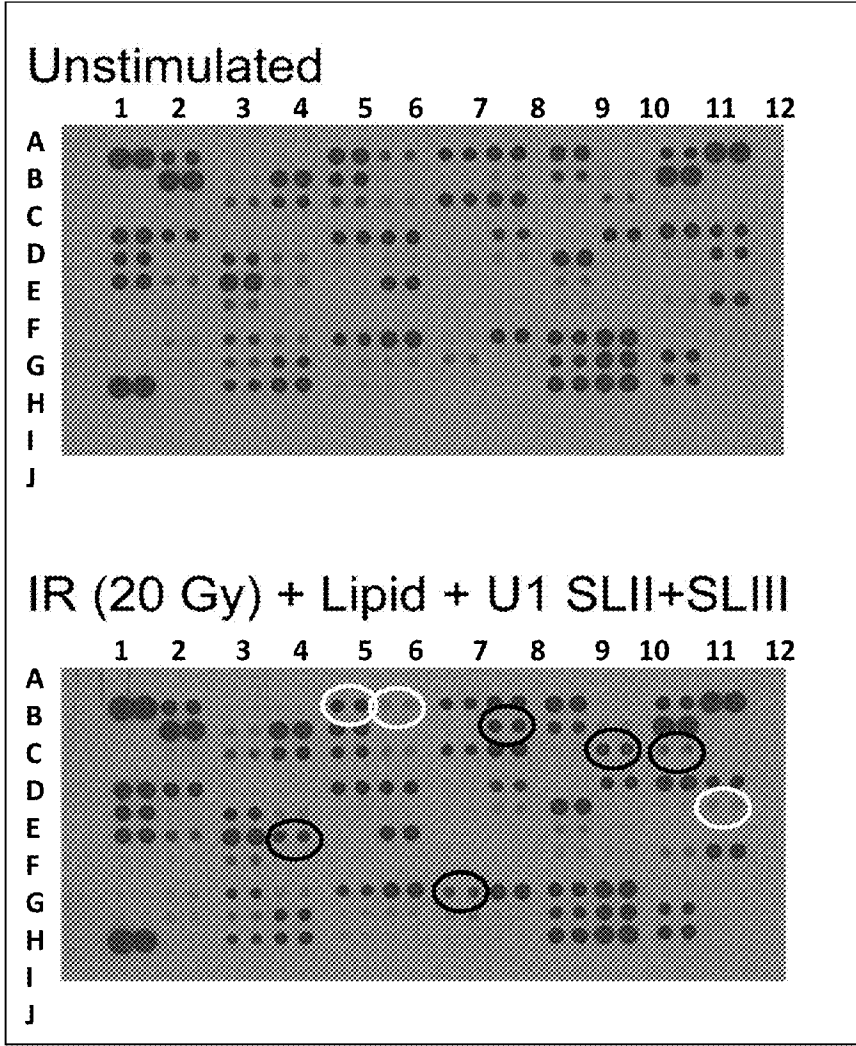 Unstimulated
1 2 3 4 5 6 7 8 9 10 11 12
A
B
C
D
E
F
G
H
I
J
IR (20 Gy) + Lipid + U1 SLII+SLIII
1 2 3 4 5 6 7 8 9 10 11 12
A
B
C
D
E
F
G
H
I
J